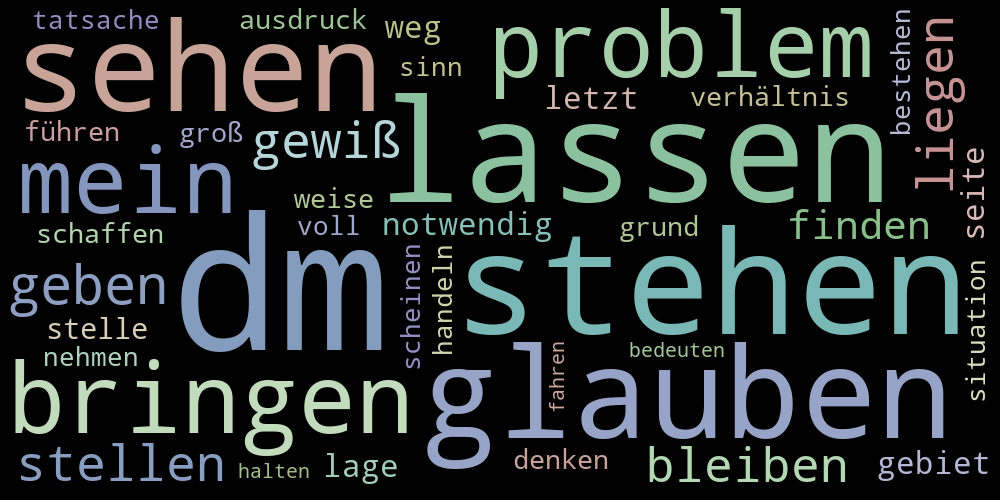 tatsache
ausdruck
weg
sehen
problem
sinn
letzt
verhältnis
bestehen
liegen
führen
groß
gewiß
lassen
mein
weise
seite
schaffen
voll
notwendig
grund
finden
geben
dm
scheinen
handeln
stehen
situation
stelle
nehmen
bringen
glauben
fahren
bedeuten
stellen
halten
lage
denken
bleiben
gebiet